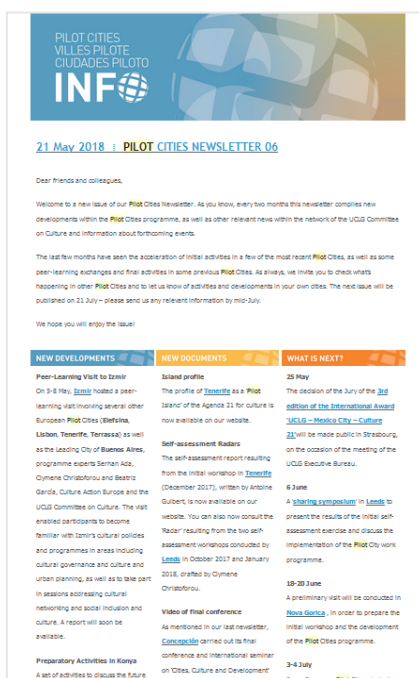 PILOT CITIES
VILLES PILOTE
CIUDADES PILOTO
INFO
21 May 2018 ⁝ PILOT CITIES NEWSLETTER 06
Dear friends and colleagues,
Welcome to a new issue of our Pilot Cities Newsletter. As you know, every two months this newsletter compiles new
developments within the Pilot Cities programme, as well as other relevant news within the network of the UCLG Committee
on Culture and information about forthcoming events.
The last few months have seen the acceleration of initial activities in a few of the most recent Pilot Cities, as well as some
peer-learning exchanges and final activities in some previous Pilot Cities. As always, we invite you to check what's
happening in other Pilot Cities and to let us know of activities and developments in your own cities. The next issue will be
published on 21 July – please send us any relevant information by mid-July.
We hope you will enjoy the issue!
NEW DEVELOPMENTS
Peer-Learning Visit to Izmir
On 3-8 May, Izmir hosted a peer-
learning visit involving several other
European Pilot Cities (Elefsina,
Lisbon, Tenerife, Terrassa) as well
as the Leading City of Buenos Aires,
programme experts Serhan Ada,
Clymene Christoforou and Beatriz
García, Culture Action Europe and the
UCLG Committee on Culture. The visit
enabled participants to become
familiar with Izmir's cultural policies
and programmes in areas including
cultural governance and culture and
urban planning, as well as to take part
in sessions addressing cultural
networking and social inclusion and
culture. A report will soon be
available.
Preparatory Activities in Konya
A set of activities to discuss the future
NEW DOCUMENTS
Island profile
The profile of Tenerife as a 'Pilot
Island' of the Agenda 21 for culture is
now available on our website.
Self-assessment Radars
The self-assessment report resulting
from the initial workshop in Tenerife
(December 2017), written by Antoine
Guibert, is now available on our
website. You can also now consult the
'Radar' resulting from the two self-
assessment workshops conducted by
Leeds in October 2017 and January
2018, drafted by Clymene
Christoforou.
Video of final conference
As mentioned in our last newsletter,
Concepción carried out its final
conference and international seminar
on 'Cities, Culture and Development'
WHAT IS NEXT?
25 May
The decision of the Jury of the 3rd
edition of the International Award
'UCLG – Mexico City – Culture
21' will be made public in Strasbourg,
on the occasion of the meeting of the
UCLG Executive Bureau.
6 June
A 'sharing symposium' in Leeds to
present the results of the initial self-
assessment exercise and discuss the
implementation of the Pilot City work
programme.
18-20 June
A preliminary visit will be conducted in
Nova Gorica , in order to prepare the
initial workshop and the development
of the Pilot Cities programme.
3-4 July